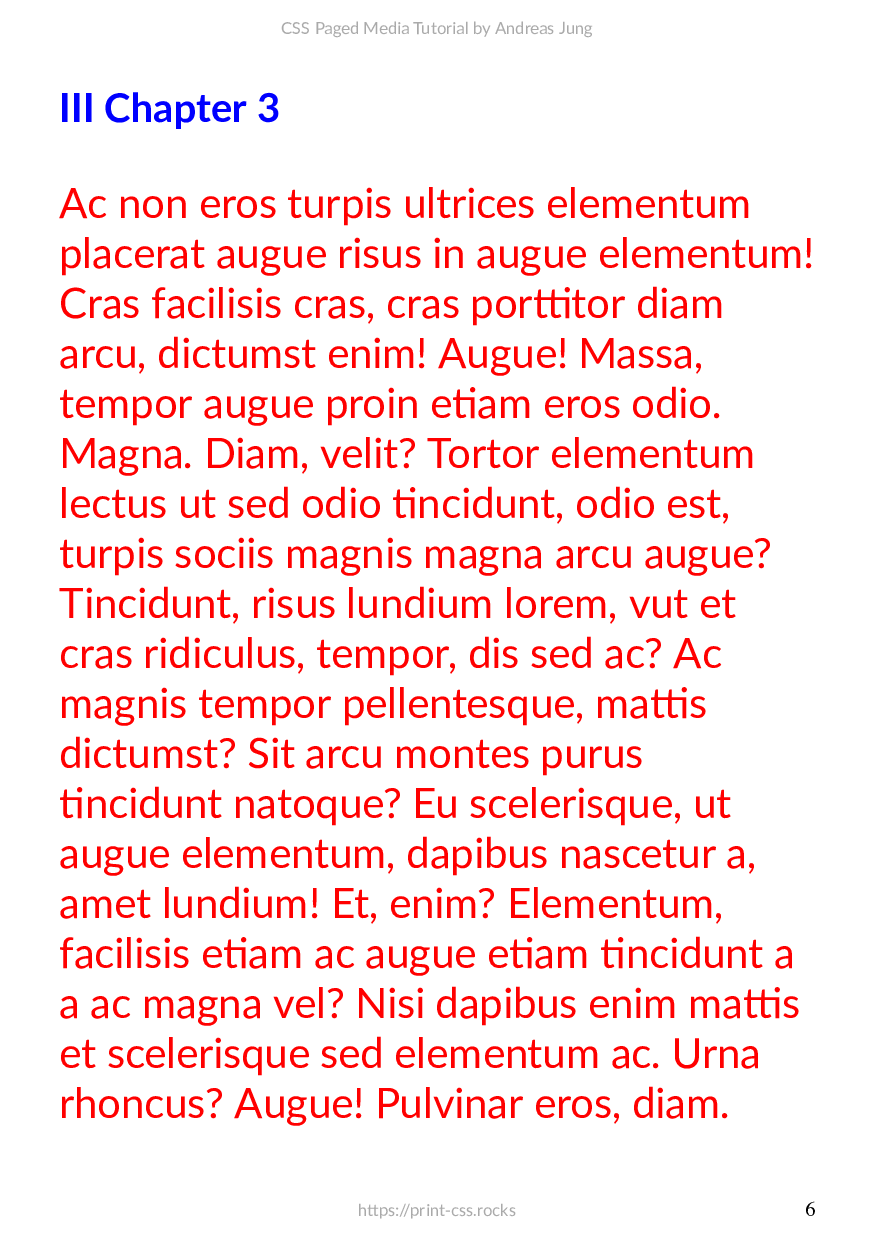 CSS Paged Media Tutorial by Andreas Jung
III Chapter 3
Ac non eros turpis ultrices elementum
placerat augue risus in augue elementum!
Cras facilisis cras, cras porttitor diam
arcu, dictumst enim! Augue! Massa,
tempor augue proin etiam eros odio.
Magna. Diam, velit? Tortor elementum
lectus ut sed odio tincidunt, odio est,
turpis sociis magnis magna arcu augue?
Tincidunt, risus lundium lorem, vut et
cras ridiculus, tempor, dis sed ac? Ac
magnis tempor pellentesque, mattis
dictumst? Sit arcu montes purus
tincidunt natoque? Eu scelerisque, ut
augue elementum, dapibus nascetur a,
amet lundium! Et, enim? Elementum,
facilisis etiam ac augue etiam tincidunt a
a ac magna vel? Nisi dapibus enim mattis
et scelerisque sed elementum ac. Urna
rhoncus? Augue! Pulvinar eros, diam.
https://print-css.rocks
6